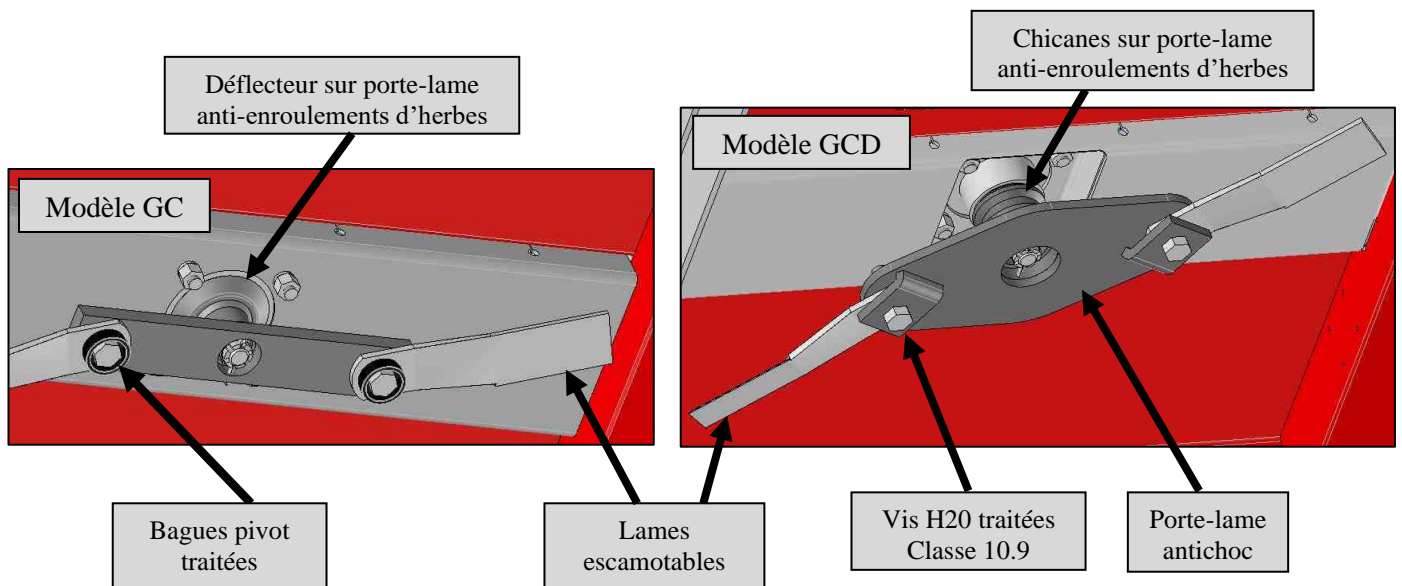 Déflecteur sur porte-lame
anti-enroulements d’herbes
Chicanes sur porte-lame
anti-enroulements d’herbes
Modèle GC
Modèle GCD
Bagues pivot
traitées
Lames
escamotables
Vis H20 traitées
Classe 10.9
Porte-lame
antichoc